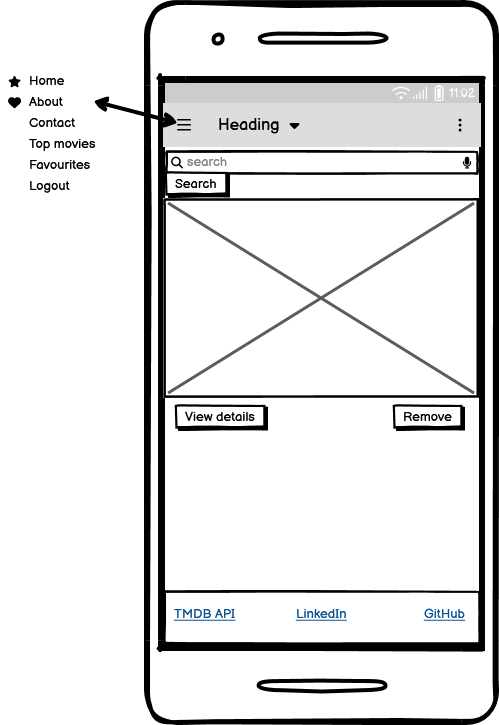 Home
About
Contact
Top movies
Favourites
Logout
11:02
Heading
search
Search
View details
Remove
TMDB API
LinkedIn
GitHub